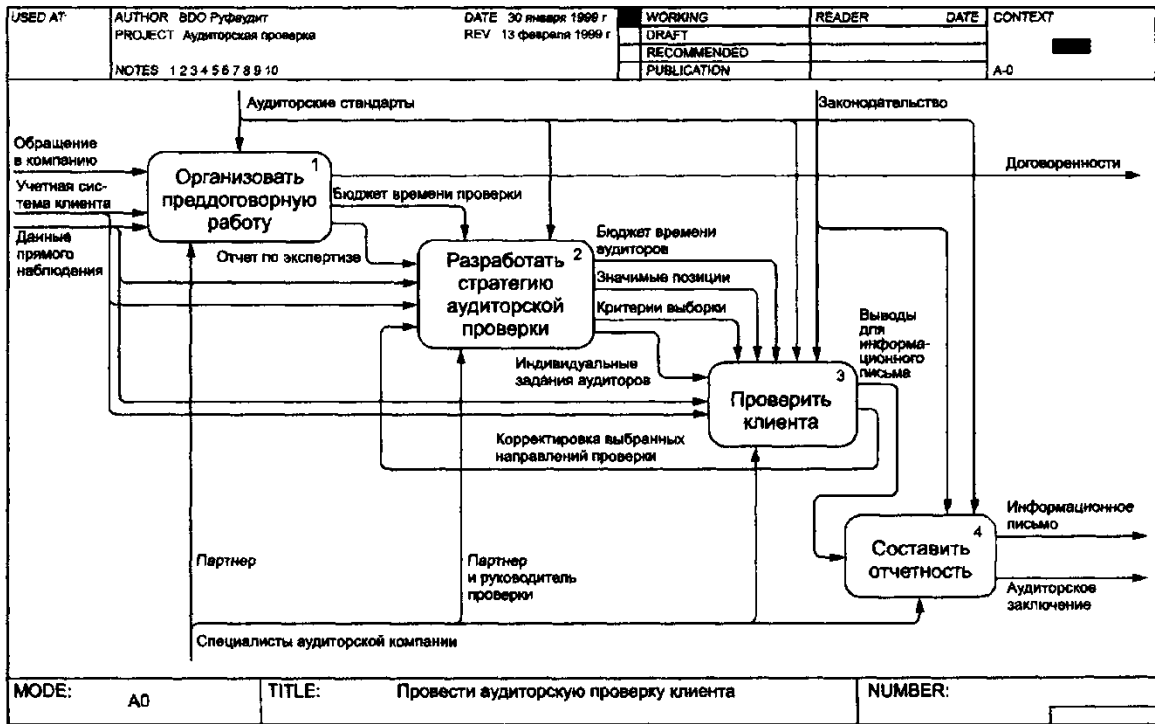 USED AT:
AUTHOR BDO Руфаудит
DATE 30 января 1999 г
PROJECT Аудиторская проверка
REV 13 февраля 1999 г
NOTES 1 2 3 4 5 6 7 8 9 10
WORKING
DRAFT
RECOMMENDED
PUBLICATION
READER DATE
CONTEXT
A-0
Аудиторские стандарты
Законодательство
Обращение
в компанию
1
Организовать
преддоговорную
работу
Договоренности
Учетная сис-
тема клиента
Бюджет времени проверки
Данные
прямого
наблюдения
Отчет по экспертизе
2
Разработать
стратегию
аудиторской
проверки
Бюджет времени
аудиторов
Значимые позиции
Критерии выборки
Индивидуальные
задания аудиторов
Выводы
для
информа-
ционного
письма
3
Проверить
клиента
Корректировка выбранных
направлений проверки
4
Составить
отчетность
Информационное
письмо
Аудиторское
заключение
Партнер
Партнер
и руководитель
проверки
Специалисты аудиторской компании
MODE:
A0
TITLE:
Провести аудиторскую проверку клиента
NUMBER: